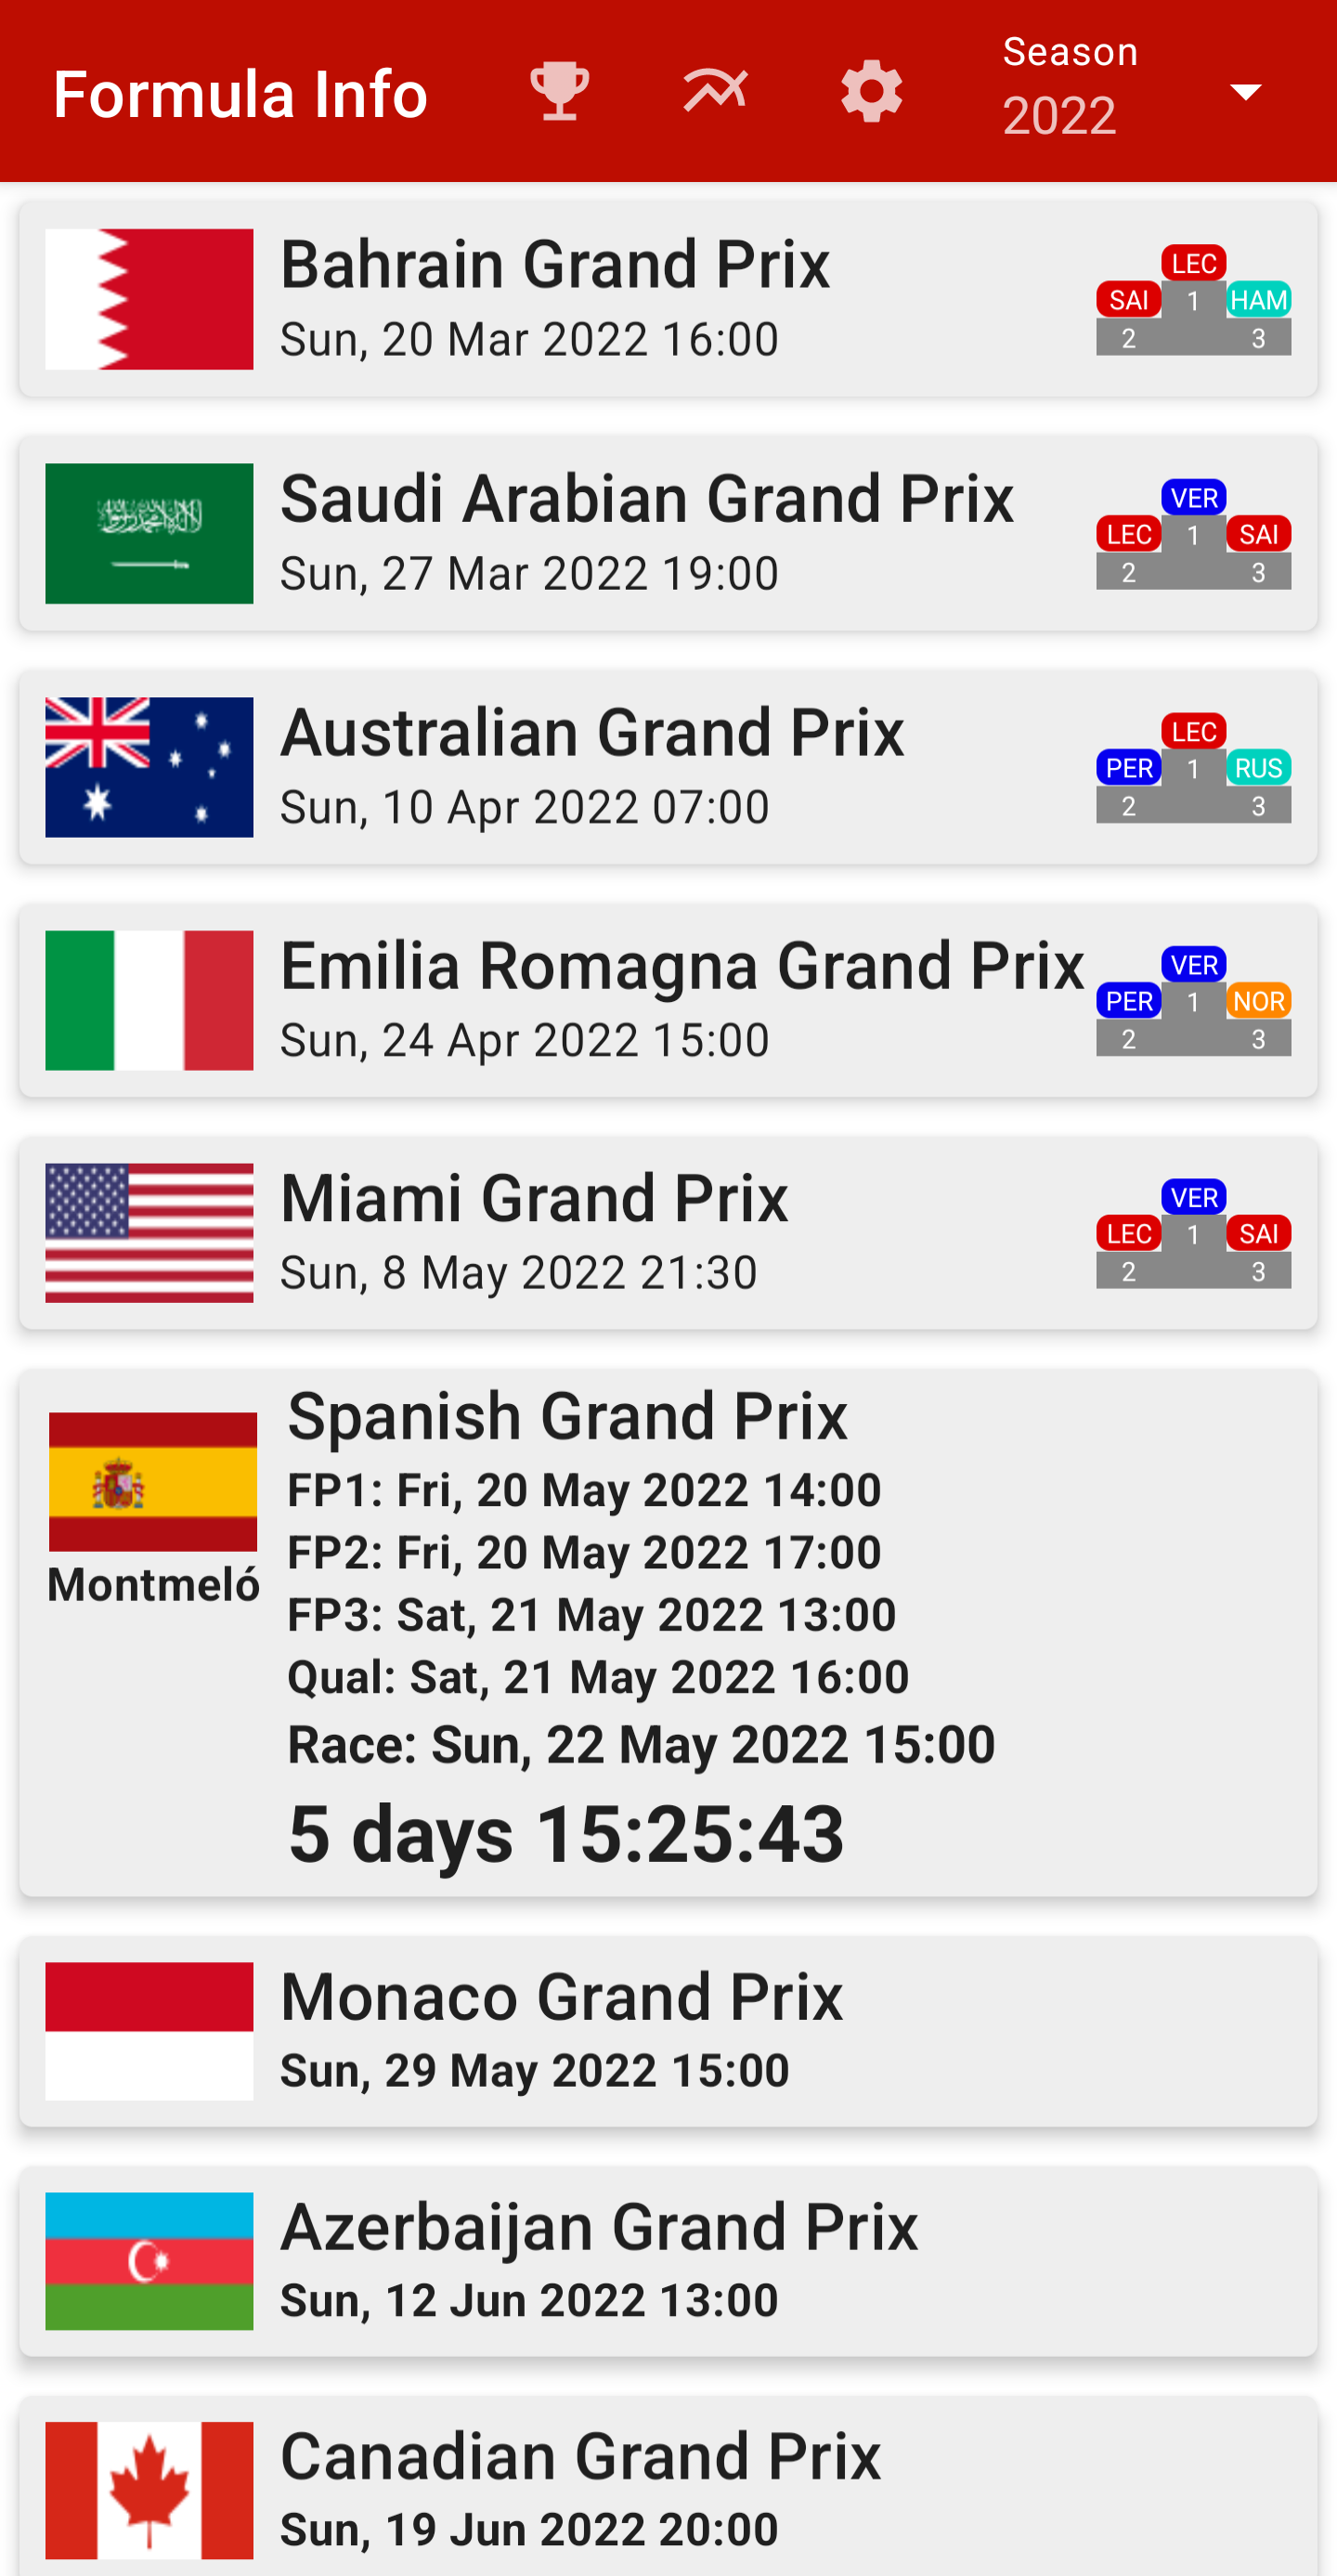 Formula Info
Season
2022
Bahrain Grand Prix
Sun, 20 Mar 2022 16:00
LEC
SAI 1 HAM
2 3
Saudi Arabian Grand Prix
Sun, 27 Mar 2022 19:00
VER
LEC 1 SAI
2 3
Australian Grand Prix
Sun, 10 Apr 2022 07:00
LEC
PER 1 RUS
2 3
Emilia Romagna Grand Prix
Sun, 24 Apr 2022 15:00
VER
PER 1 NOR
2 3
Miami Grand Prix
Sun, 8 May 2022 21:30
VER
LEC 1 SAI
2 3
Montmeló
Spanish Grand Prix
FP1: Fri, 20 May 2022 14:00
FP2: Fri, 20 May 2022 17:00
FP3: Sat, 21 May 2022 13:00
Qual: Sat, 21 May 2022 16:00
Race: Sun, 22 May 2022 15:00
5 days 15:25:43
Monaco Grand Prix
Sun, 29 May 2022 15:00
Azerbaijan Grand Prix
Sun, 12 Jun 2022 13:00
Canadian Grand Prix
Sun, 19 Jun 2022 20:00